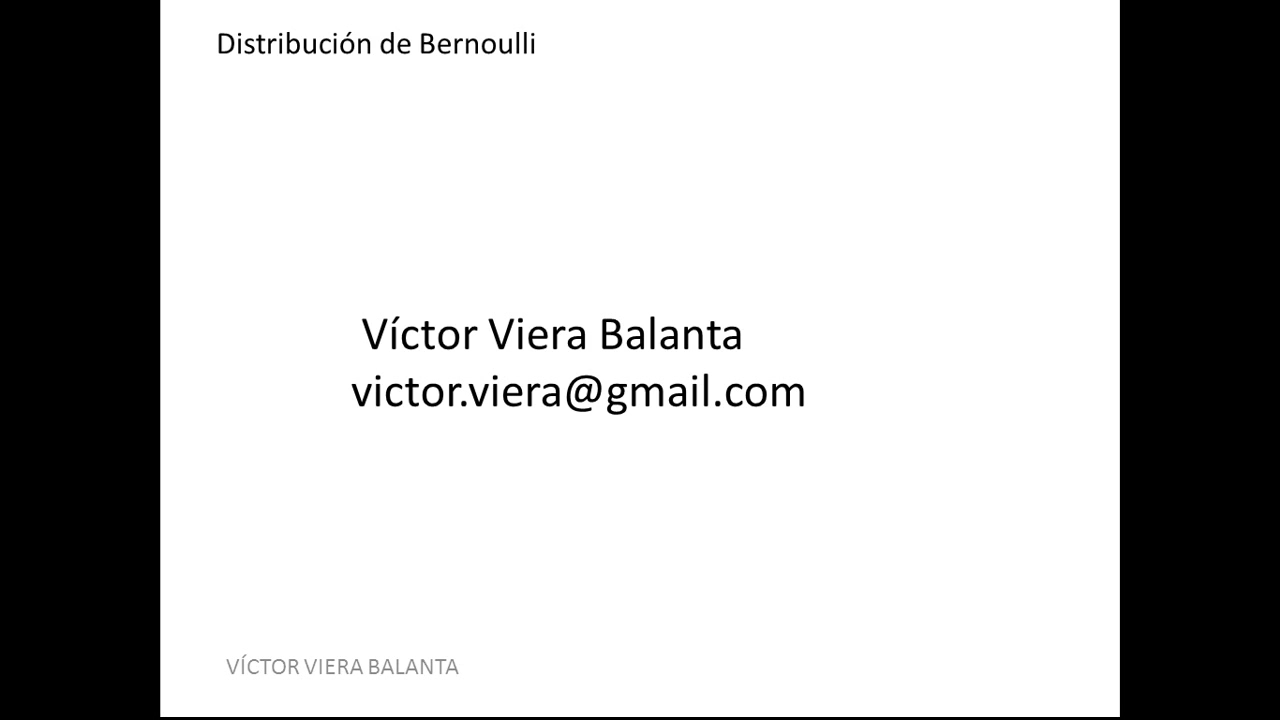 Distribución de Bernoulli
Víctor Viera Balanta
victor.viera@gmail.com
VÍCTOR VIERA BALANTA